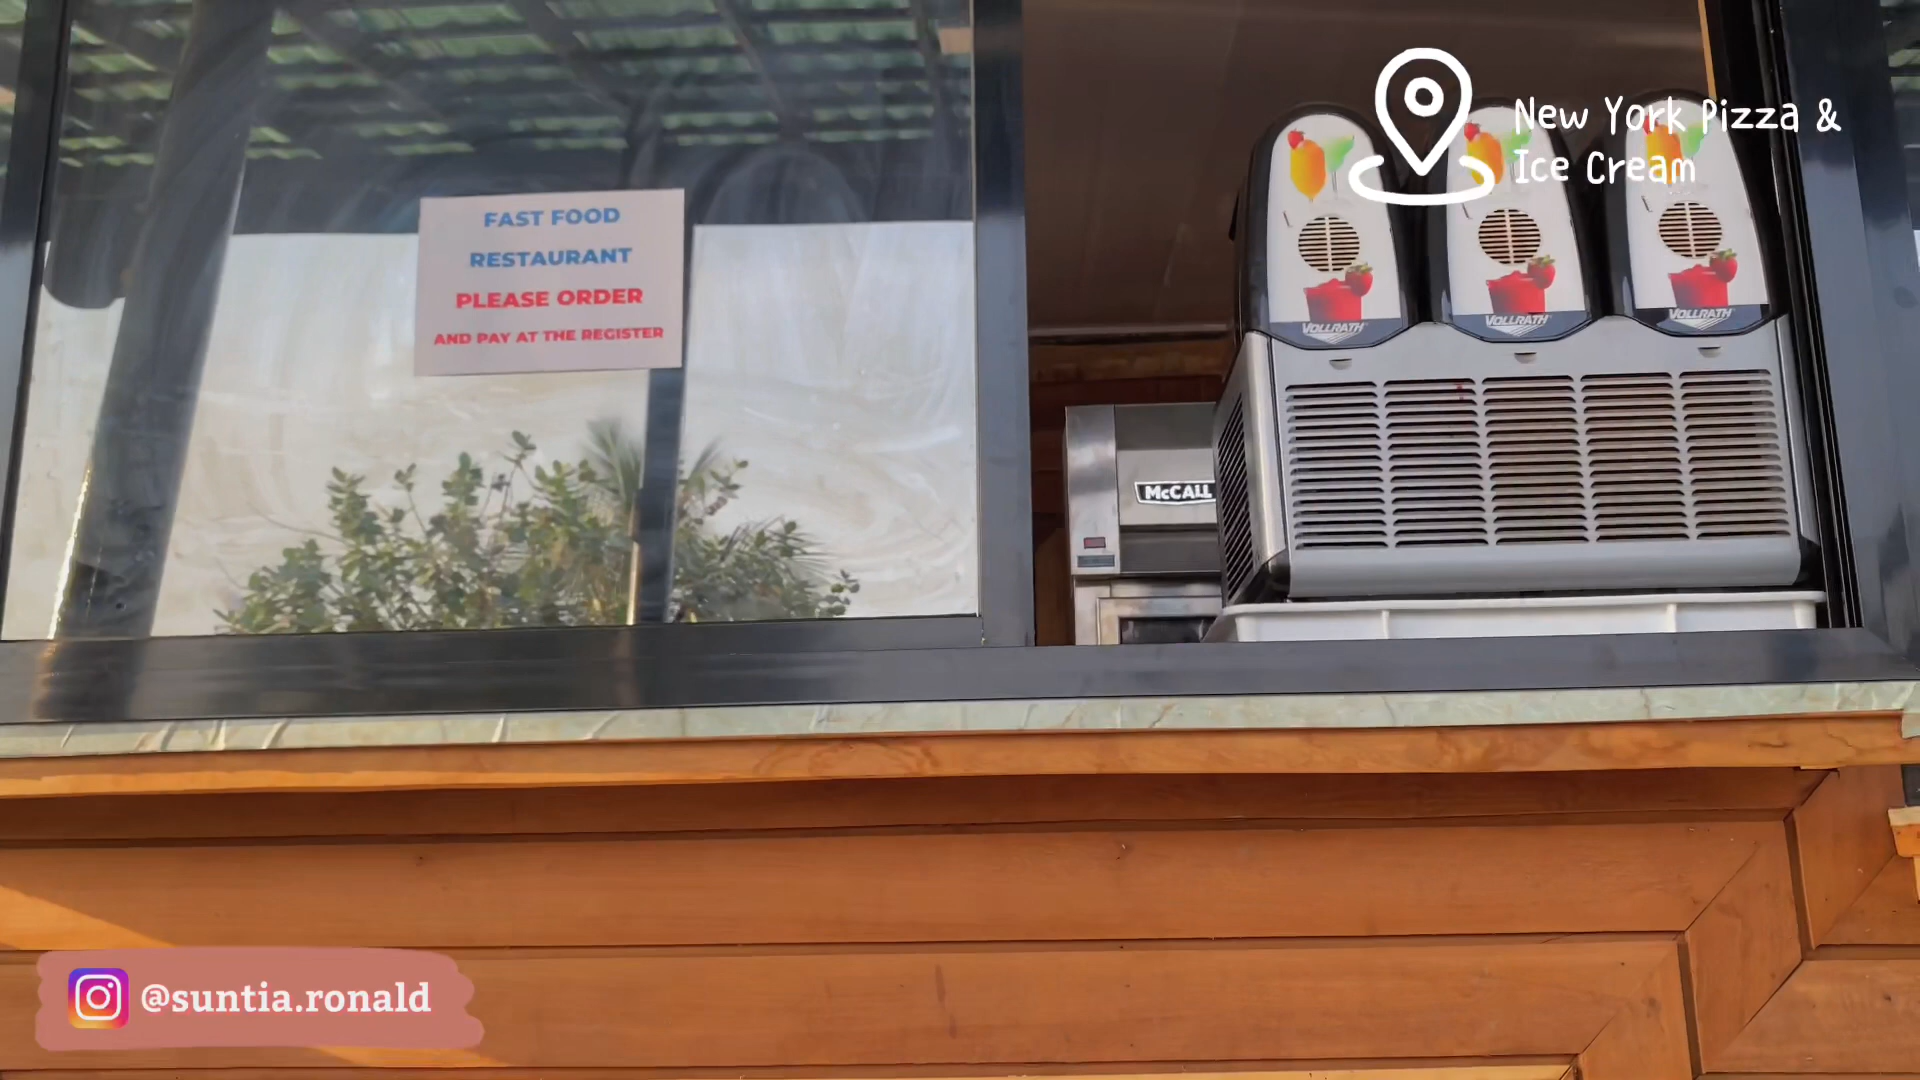 New York Pizza &
Ice Cream
FAST FOOD
RESTAURANT
PLEASE ORDER
AND PAY AT THE REGISTER
VOLLRATH
VOLLRATH
VOLLRATH
McCALL
@suntia.ronald